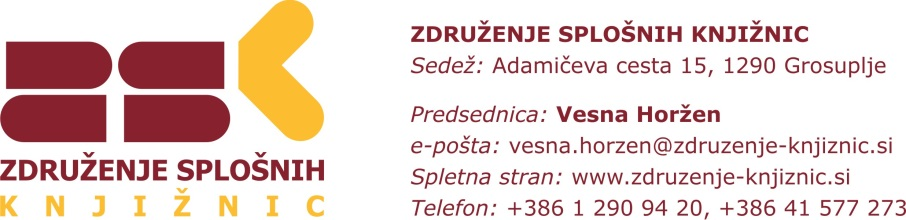 ZDRUŽENJE SPLOŠNIH
KNJIŽNIC
ZDRUŽENJE SPLOŠNIH KNJIŽNIC
Sedež: Adamičeva cesta 15, 1290 Grosuplje
Predsednica: Vesna Horžen
e-pošta: vesna.horzen@zdruzenje-knjiznic.si
Spletna stran: www.zdruzenje-knjiznic.si
Telefon: +386 1 290 94 20, +386 41 577 273